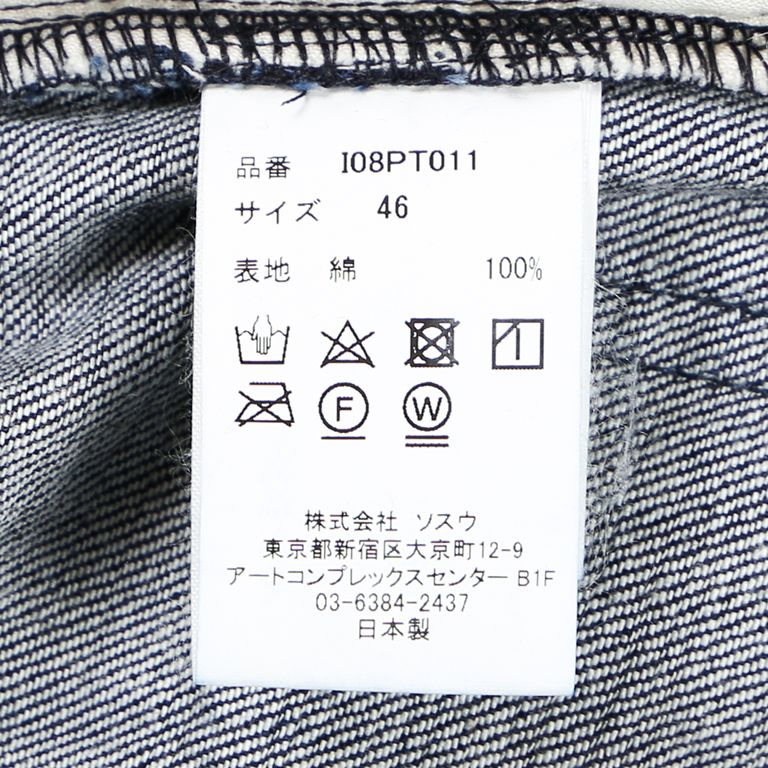 品番 I08PT011
サイズ 46
表地 綿 100%
F W
株式会社 ソスウ
東京都新宿区大京町12-9
アートコンプレックスセンター B1F
03-6384-2437
日本製